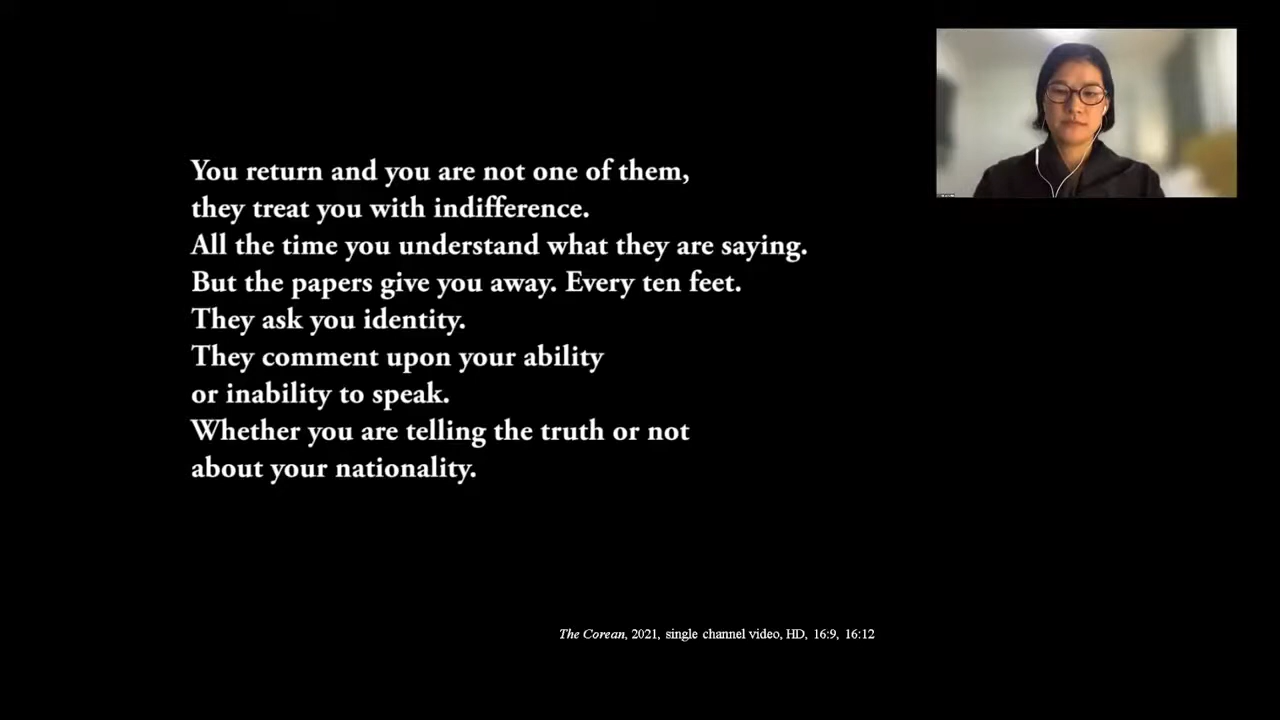 You return and you are not one of them,
they treat you with indifference.
All the time you understand what they are saying.
But the papers give you away. Every ten feet.
They ask you identity.
They comment upon your ability
or inability to speak.
Whether you are telling the truth or not
about your nationality.
The Corean, 2021, single channel video, HD, 16:9, 16:12